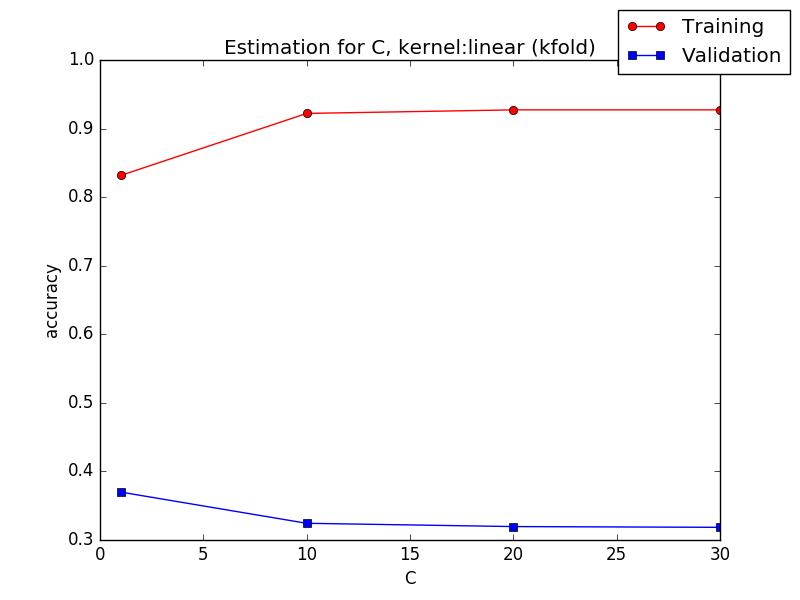 Estimation for C, kernel:linear (kfold)
Training
Validation
1.0
0.9
0.8
0.7
0.6
0.5
0.4
0.3
accuracy
0 5 10 15 20 25 30
C